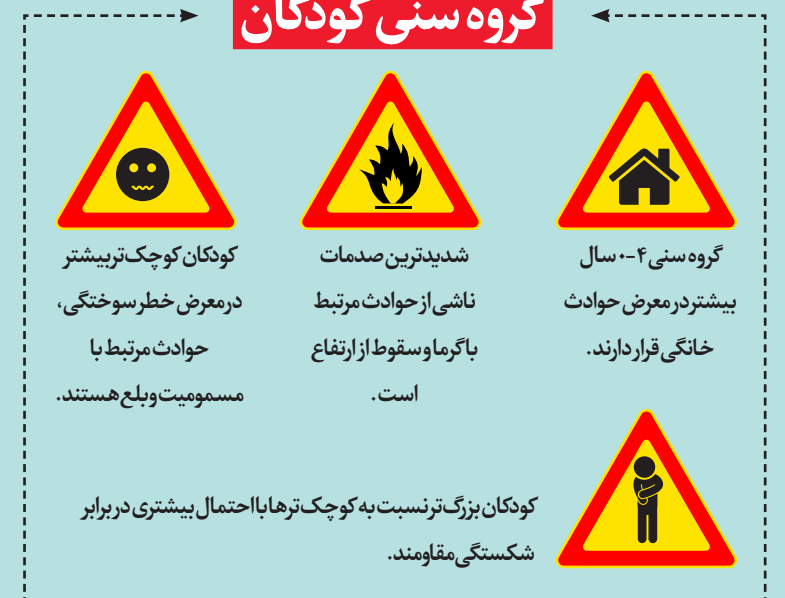 گروه سنی کودکان
گروه سنی ۴-۰ سال
بیشتر در معرض حوادث
خانگی قرار دارند.
شدیدترین صدمات
ناشی از حوادث مرتبط
با گرما و سقوط از ارتفاع
است.
کودکان کوچک‌تر بیشتر
در معرض خطر سوختگی،
حوادث مرتبط با
مسمومیت و بلع هستند.
کودکان بزرگ‌تر نسبت به کوچک‌ترها با احتمال بیشتری در برابر
شکستگی مقاومند.